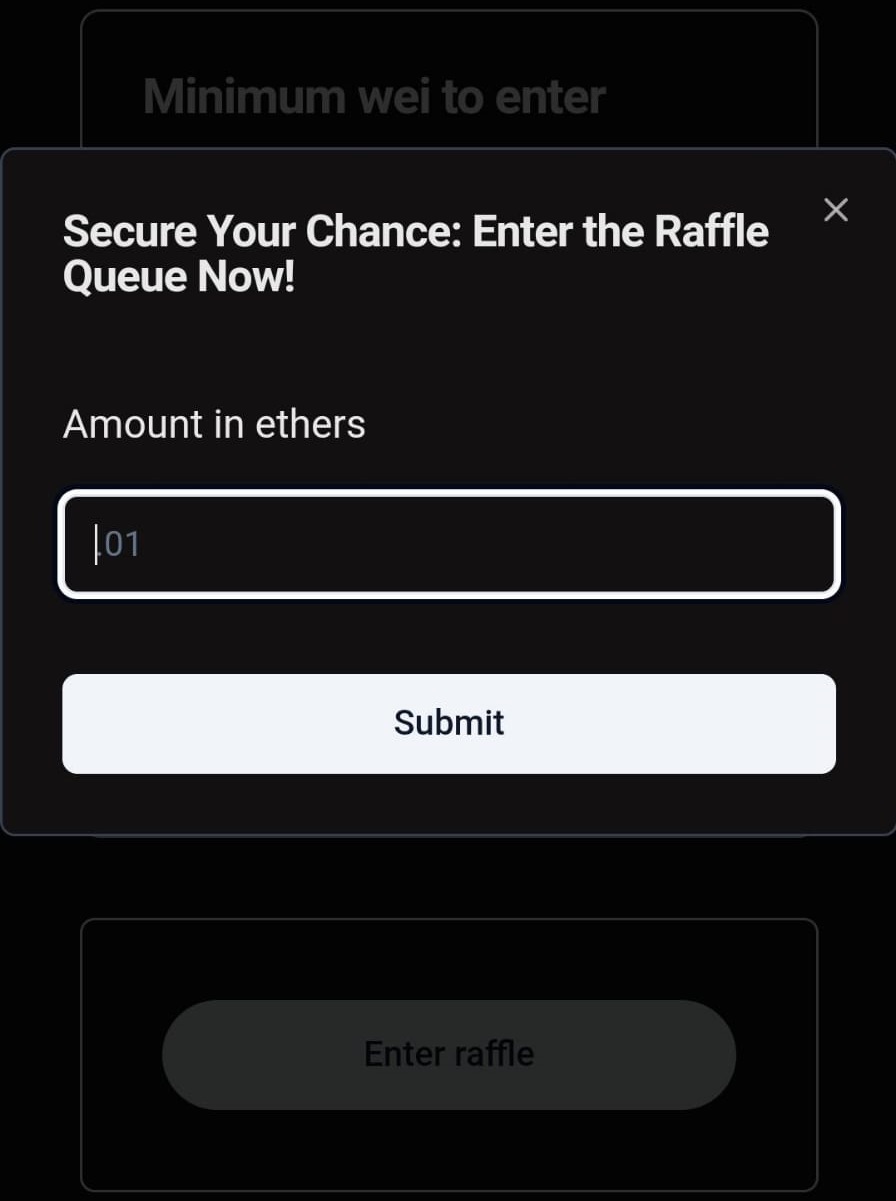 Minimum wei to enter
Secure Your Chance: Enter the Raffle
Queue Now!
Amount in ethers
.01
Submit
Enter raffle